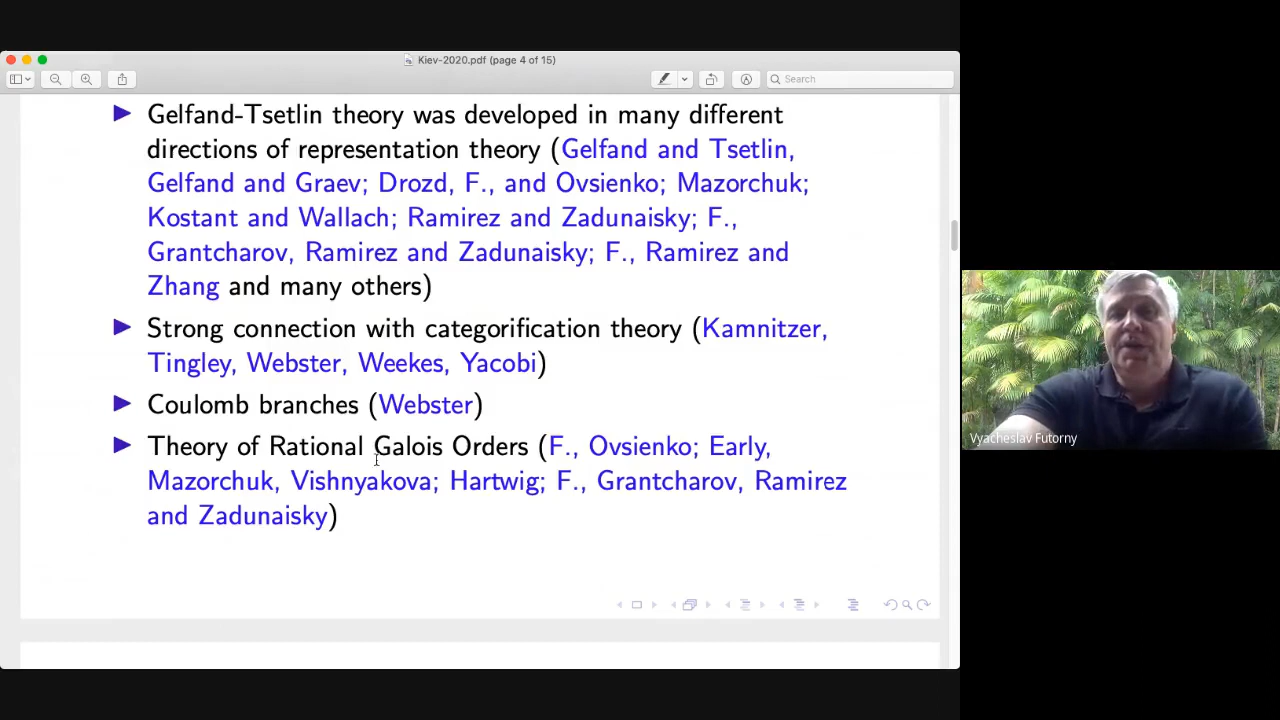 Kiev-2020.pdf (page 4 of 15)
Search
Gelfand-Tsetlin theory was developed in many different
directions of representation theory (Gelfand and Tsetlin,
Gelfand and Graev; Drozd, F., and Ovsienko; Mazorchuk;
Kostant and Wallach; Ramirez and Zadunaisky; F.,
Grantcharov, Ramirez and Zadunaisky; F., Ramirez and
Zhang and many others)
Strong connection with categorification theory (Kamnitzer,
Tingley, Webster, Weekes, Yacobi)
Coulomb branches (Webster)
Theory of Rational Galois Orders (F., Ovsienko; Early,
Mazorchuk, Vishnyakova; Hartwig; F., Grantcharov, Ramirez
and Zadunaisky)
Vyacheslav Futorny